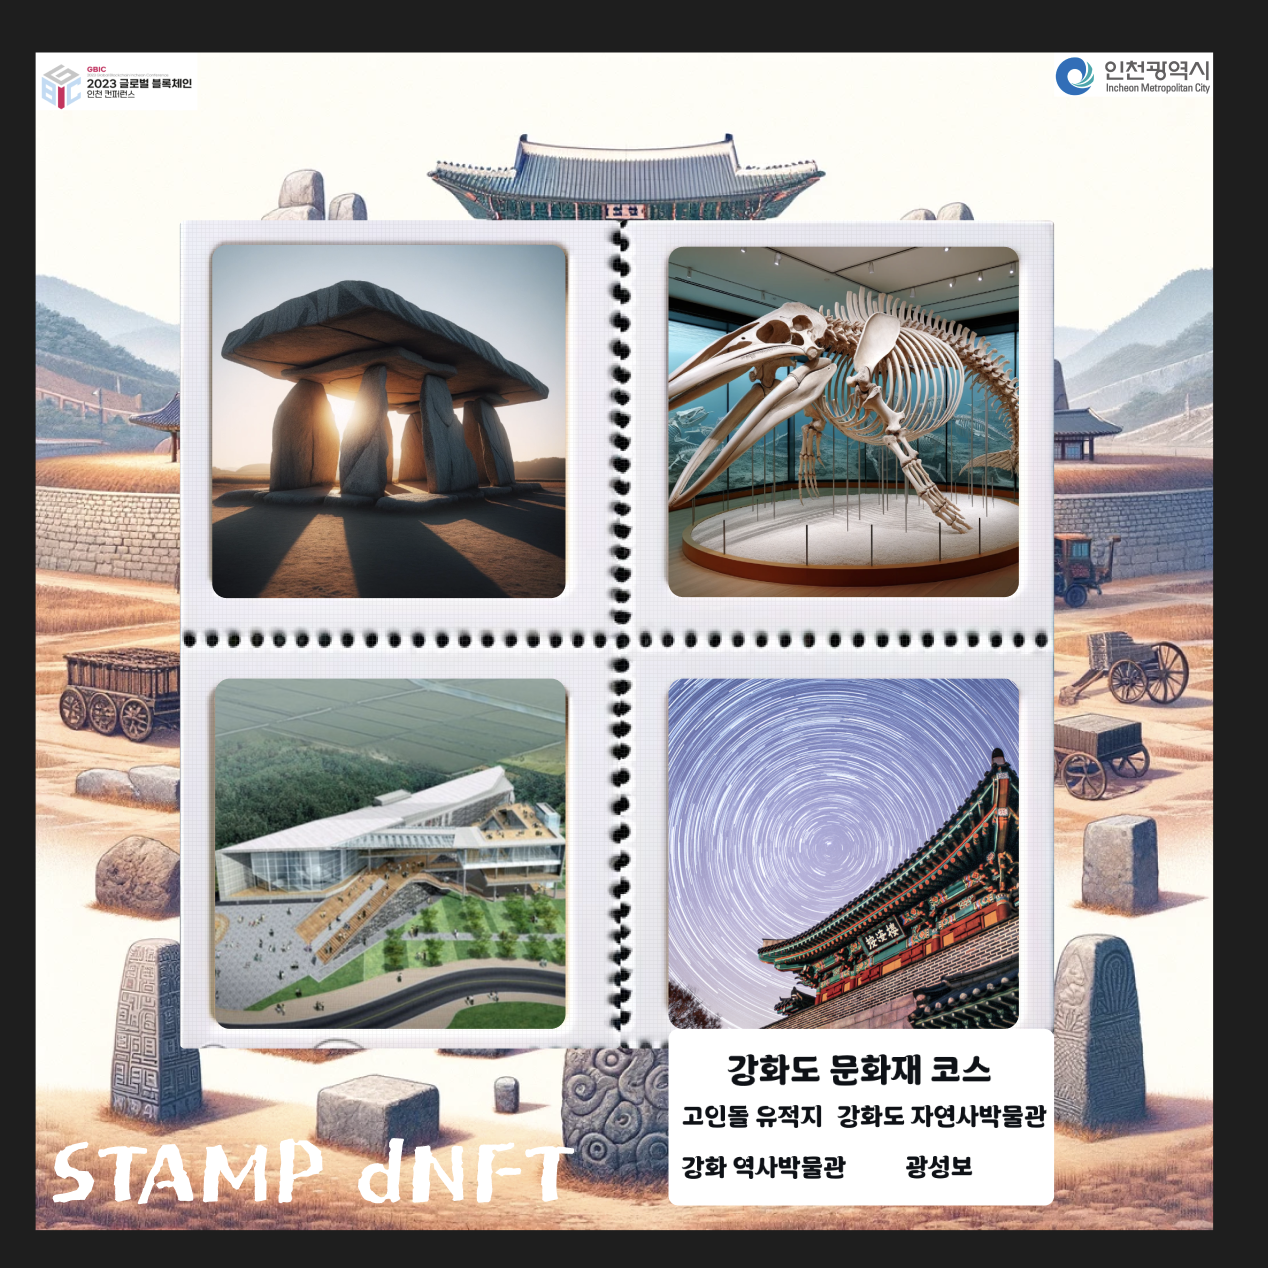 GBIC
2023 글로벌 블록체인
인천 컨퍼런스
인천광역시
Incheon Metropolitan City
강화도 문화재 코스
고인돌 유적지 강화도 자연사박물관
강화 역사박물관 광성보
STAMP dNFT